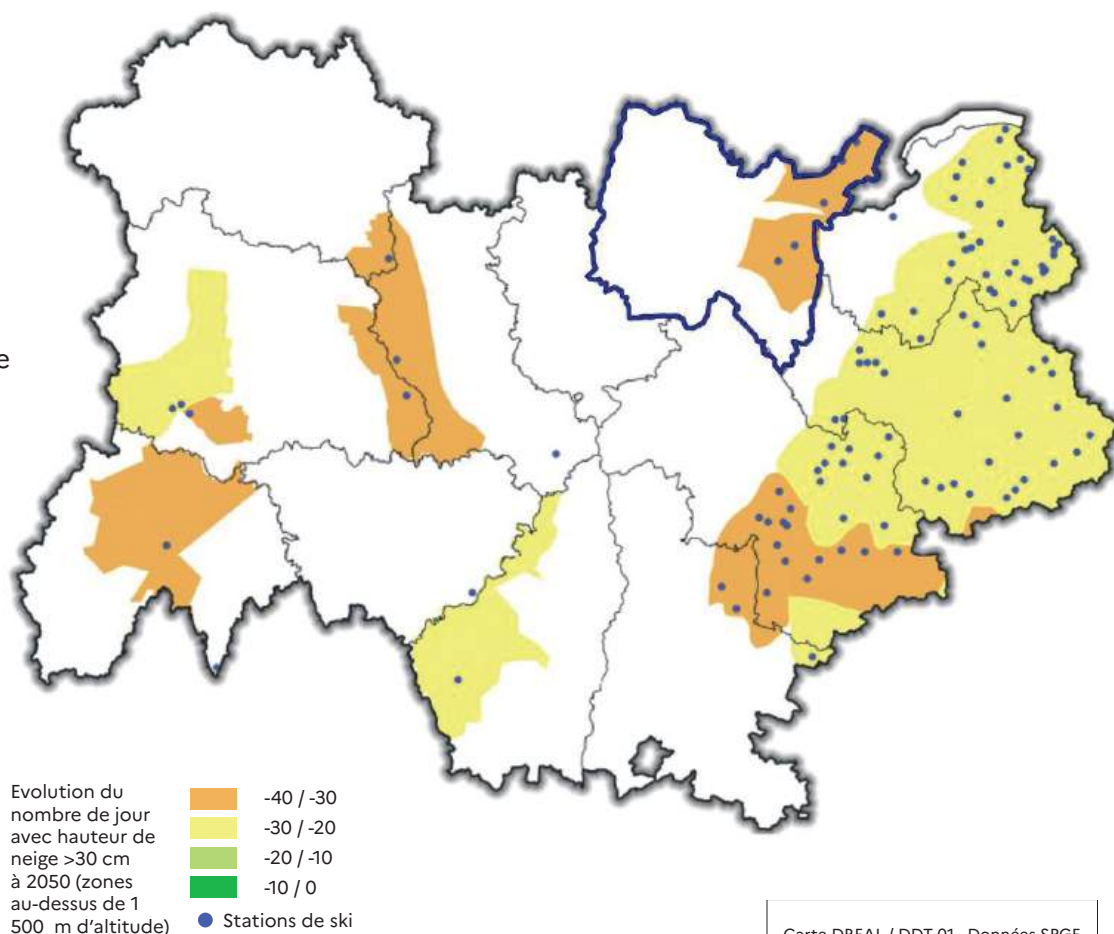 e
Evolution du
nombre de jour
avec hauteur de
neige >30 cm
à 2050 (zones
au-dessus de 1
500 m d'altitude)
-40 / -30
-30 / -20
-20 / -10
-10 / 0
Stations de ski